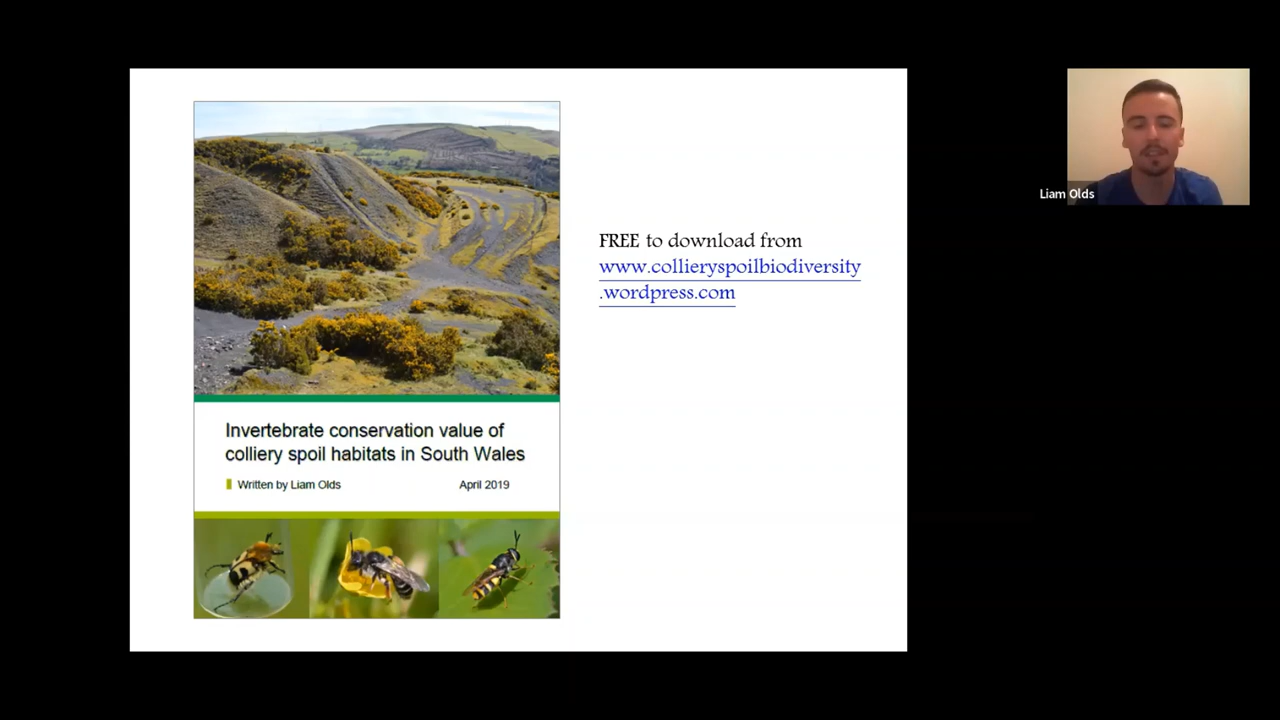 FREE to download from
www.collieryspoilbiodiversity
.wordpress.com
Invertebrate conservation value of
colliery spoil habitats in South Wales
Written by Liam Olds April 2019
Liam Olds